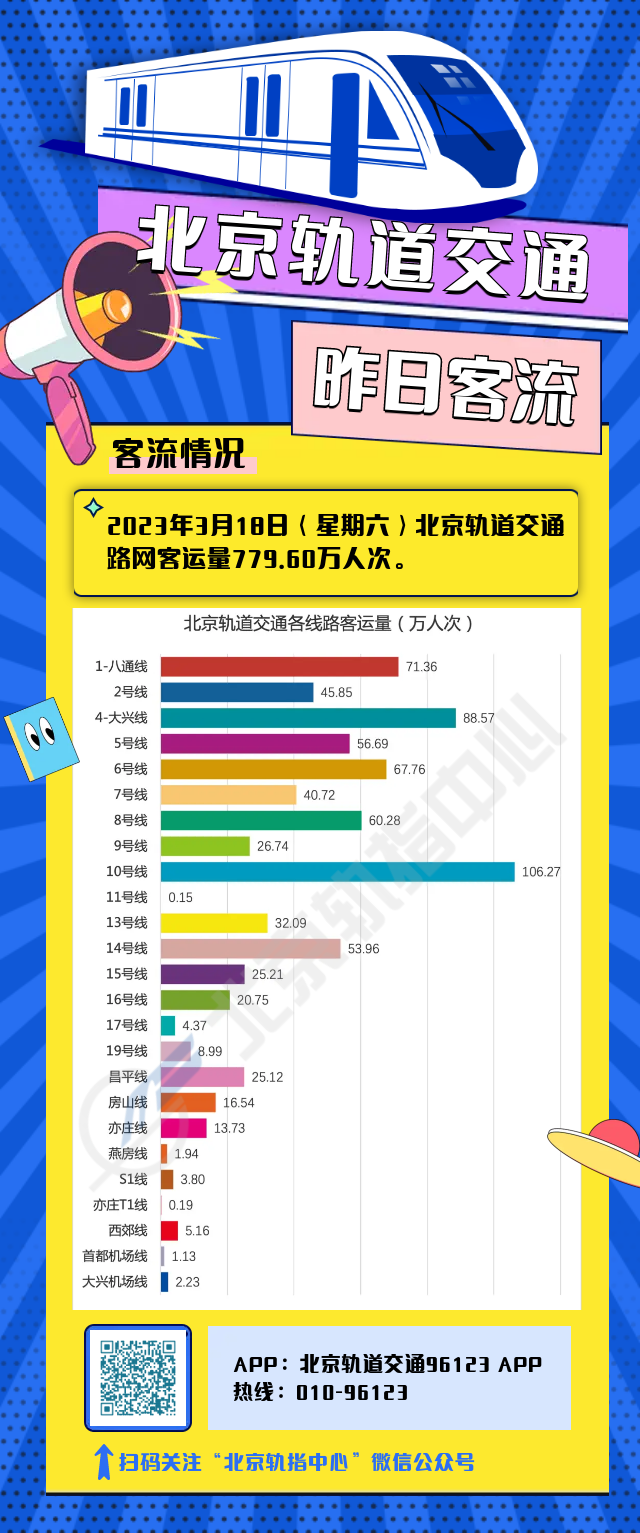 北京轨道交通
昨日客流
客流情况
2023年3月18日（星期六）北京轨道交通
路网客运量779.60万人次。
北京轨道交通各线路客运量（万人次）
1-八通线 71.36
2号线 45.85
4-大兴线 88.57
5号线 56.69
6号线 67.76
7号线 40.72
8号线 60.28
9号线 26.74
10号线 106.27
11号线 0.15
13号线 32.09
14号线 53.96
15号线 25.21
16号线 20.75
17号线 4.37
19号线 8.99
昌平线 25.12
房山线 16.54
亦庄线 13.73
燕房线 1.94
S1线 3.80
亦庄T1线 0.19
西郊线 5.16
首都机场线 1.13
大兴机场线 2.23
北京轨指中心
APP：北京轨道交通96123 APP
热线：010-96123
扫码关注“北京轨指中心”微信公众号